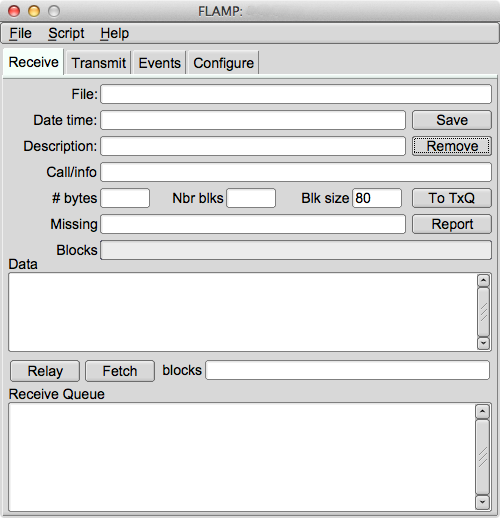 FLAMP:
File Script Help
Receive Transmit Events Configure
File:
Date time: Save
Description: Remove
Call/info
# bytes Nbr blks Blk size 80 To TxQ
Missing Report
Blocks
Data
Relay Fetch blocks
Receive Queue